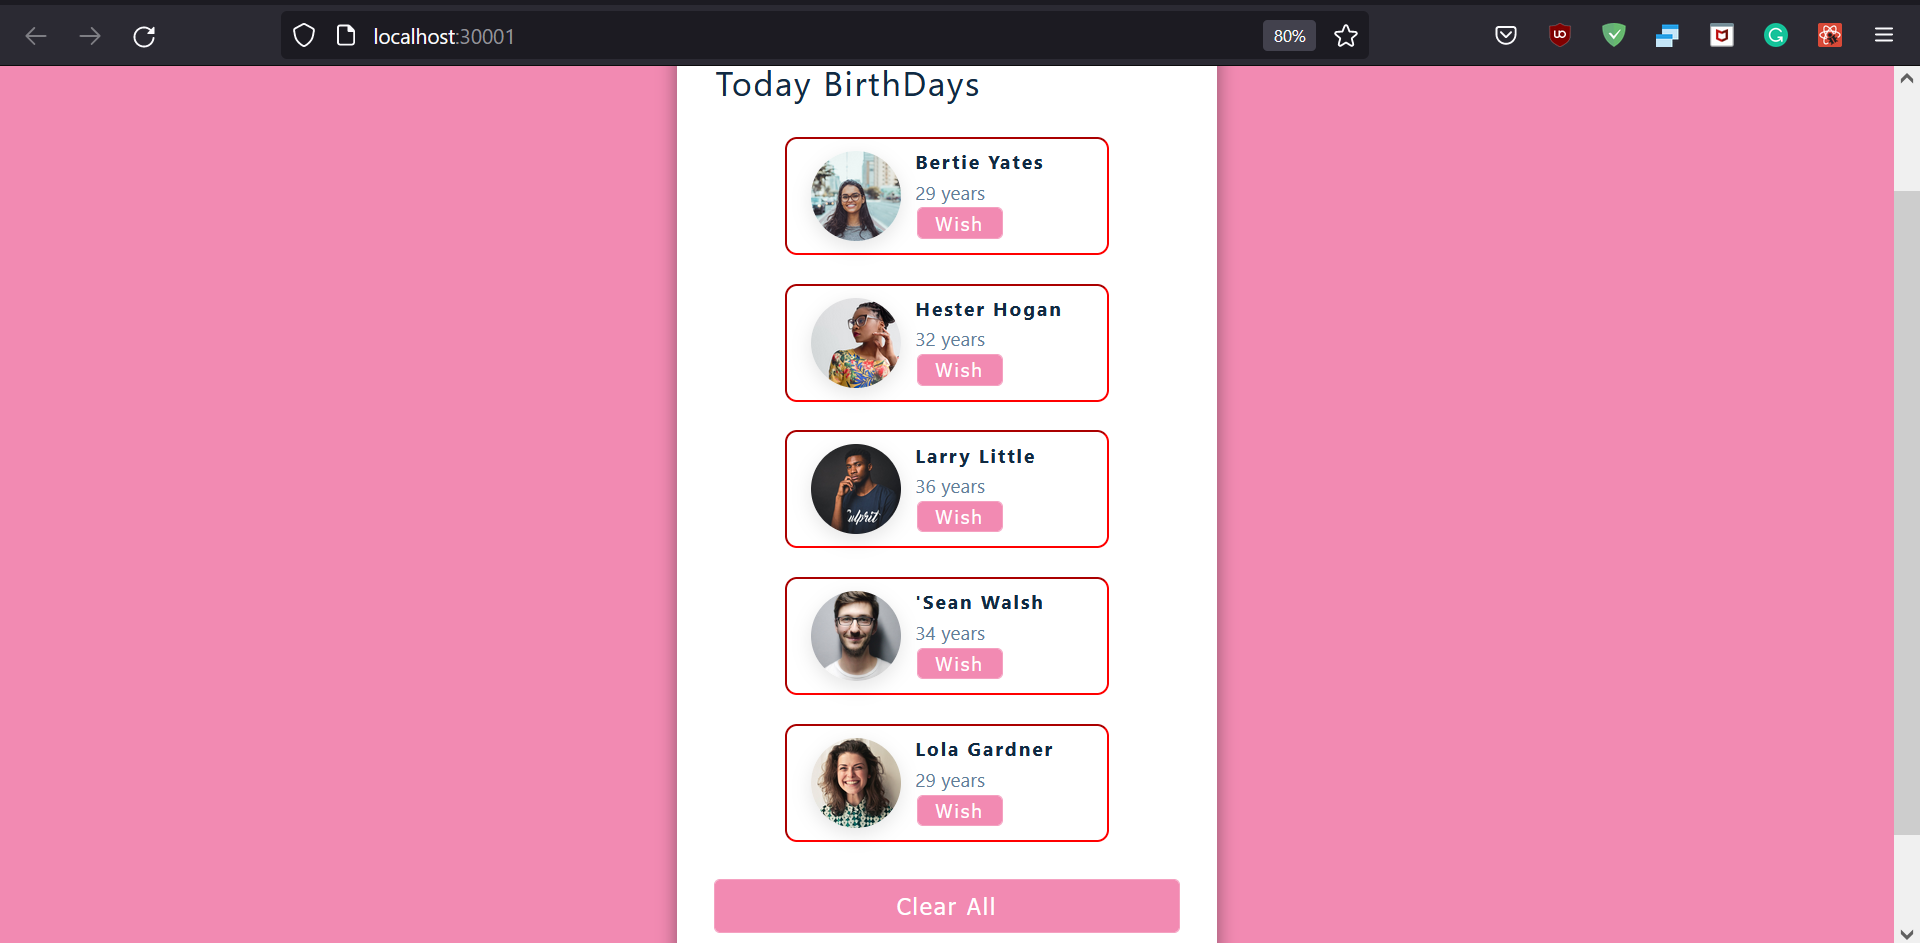 localhost:30001
80%
Today BirthDays
Bertie Yates
29 years
Wish
Hester Hogan
32 years
Wish
Larry Little
36 years
Wish
'Sean Walsh
34 years
Wish
Lola Gardner
29 years
Wish
Clear All